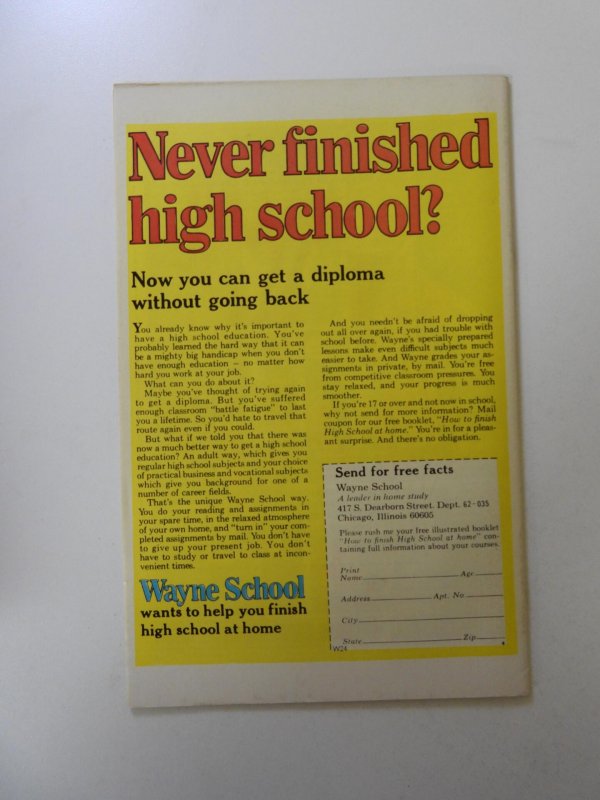 Never finished
high school?
Now you can get a diploma
without going back
You already know why it's important to
have a high school education. You've
probably learned the hard way that it can
be a mighty big handicap when you don't
have enough education — no matter how
hard you work at your job.
What can you do about it?
Maybe you've thought of trying again
to get a diploma. But you've suffered
enough classroom "battle fatigue" to last
you a lifetime. So you'd hate to travel that
route again even if you could.
But what if we told you that there was
now a much better way to get a high school
education? An adult way, which gives you
regular high school subjects and your choice
of practical business and vocational subjects
which give you background for one of a
number of career fields.
That's the unique Wayne School way.
You do your reading and assignments in
your spare time, in the relaxed atmosphere
of your own home, and "turn in" your com-
pleted assignments by mail. You don't have
to give up your present job. You don't
have to study or travel to class at incon-
venient times.
Wayne School
wants to help you finish
high school at home
And you needn't be afraid of dropping
out all over again, if you had trouble with
school before. Wayne's specially prepared
lessons make even difficult subjects much
easier to take. And Wayne grades your as-
signments in private, by mail. You're free
from competitive classroom pressures. You
stay relaxed, and your progress is much
smoother.
If you're 17 or over and not now in school,
why not send for more information? Mail
coupon for our free booklet, "How to finish
High School at home." You're in for a pleas-
ant surprise. And there's no obligation.
Send for free facts
Wayne School
A leader in home study
417 S. Dearborn Street. Dept. 62-035
Chicago, Illinois 60605
Please rush me your free illustrated booklet
"How to finish High School at home" con-
taining full information about your courses.
Print
Name Age
Address Apt. No
City
State Zip
W24